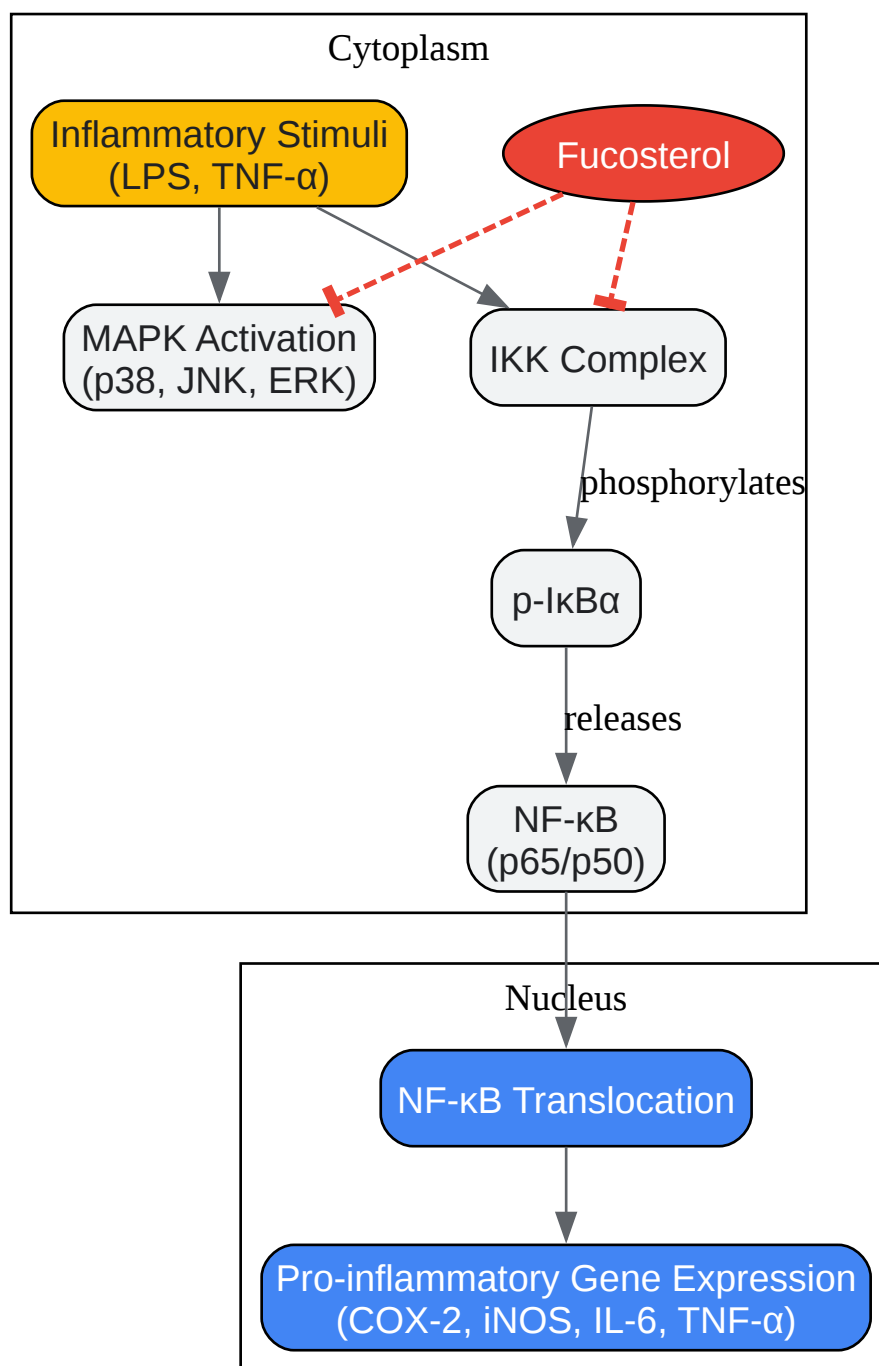 Cytoplasm
Inflammatory Stimuli
(LPS, TNF-α)
Fucosterol
MAPK Activation
(p38, JNK, ERK)
IKK Complex
phosphorylates
p-IκBα
releases
NF-κB
(p65/p50)
Nucleus
NF-κB Translocation
Pro-inflammatory Gene Expression
(COX-2, iNOS, IL-6, TNF-α)